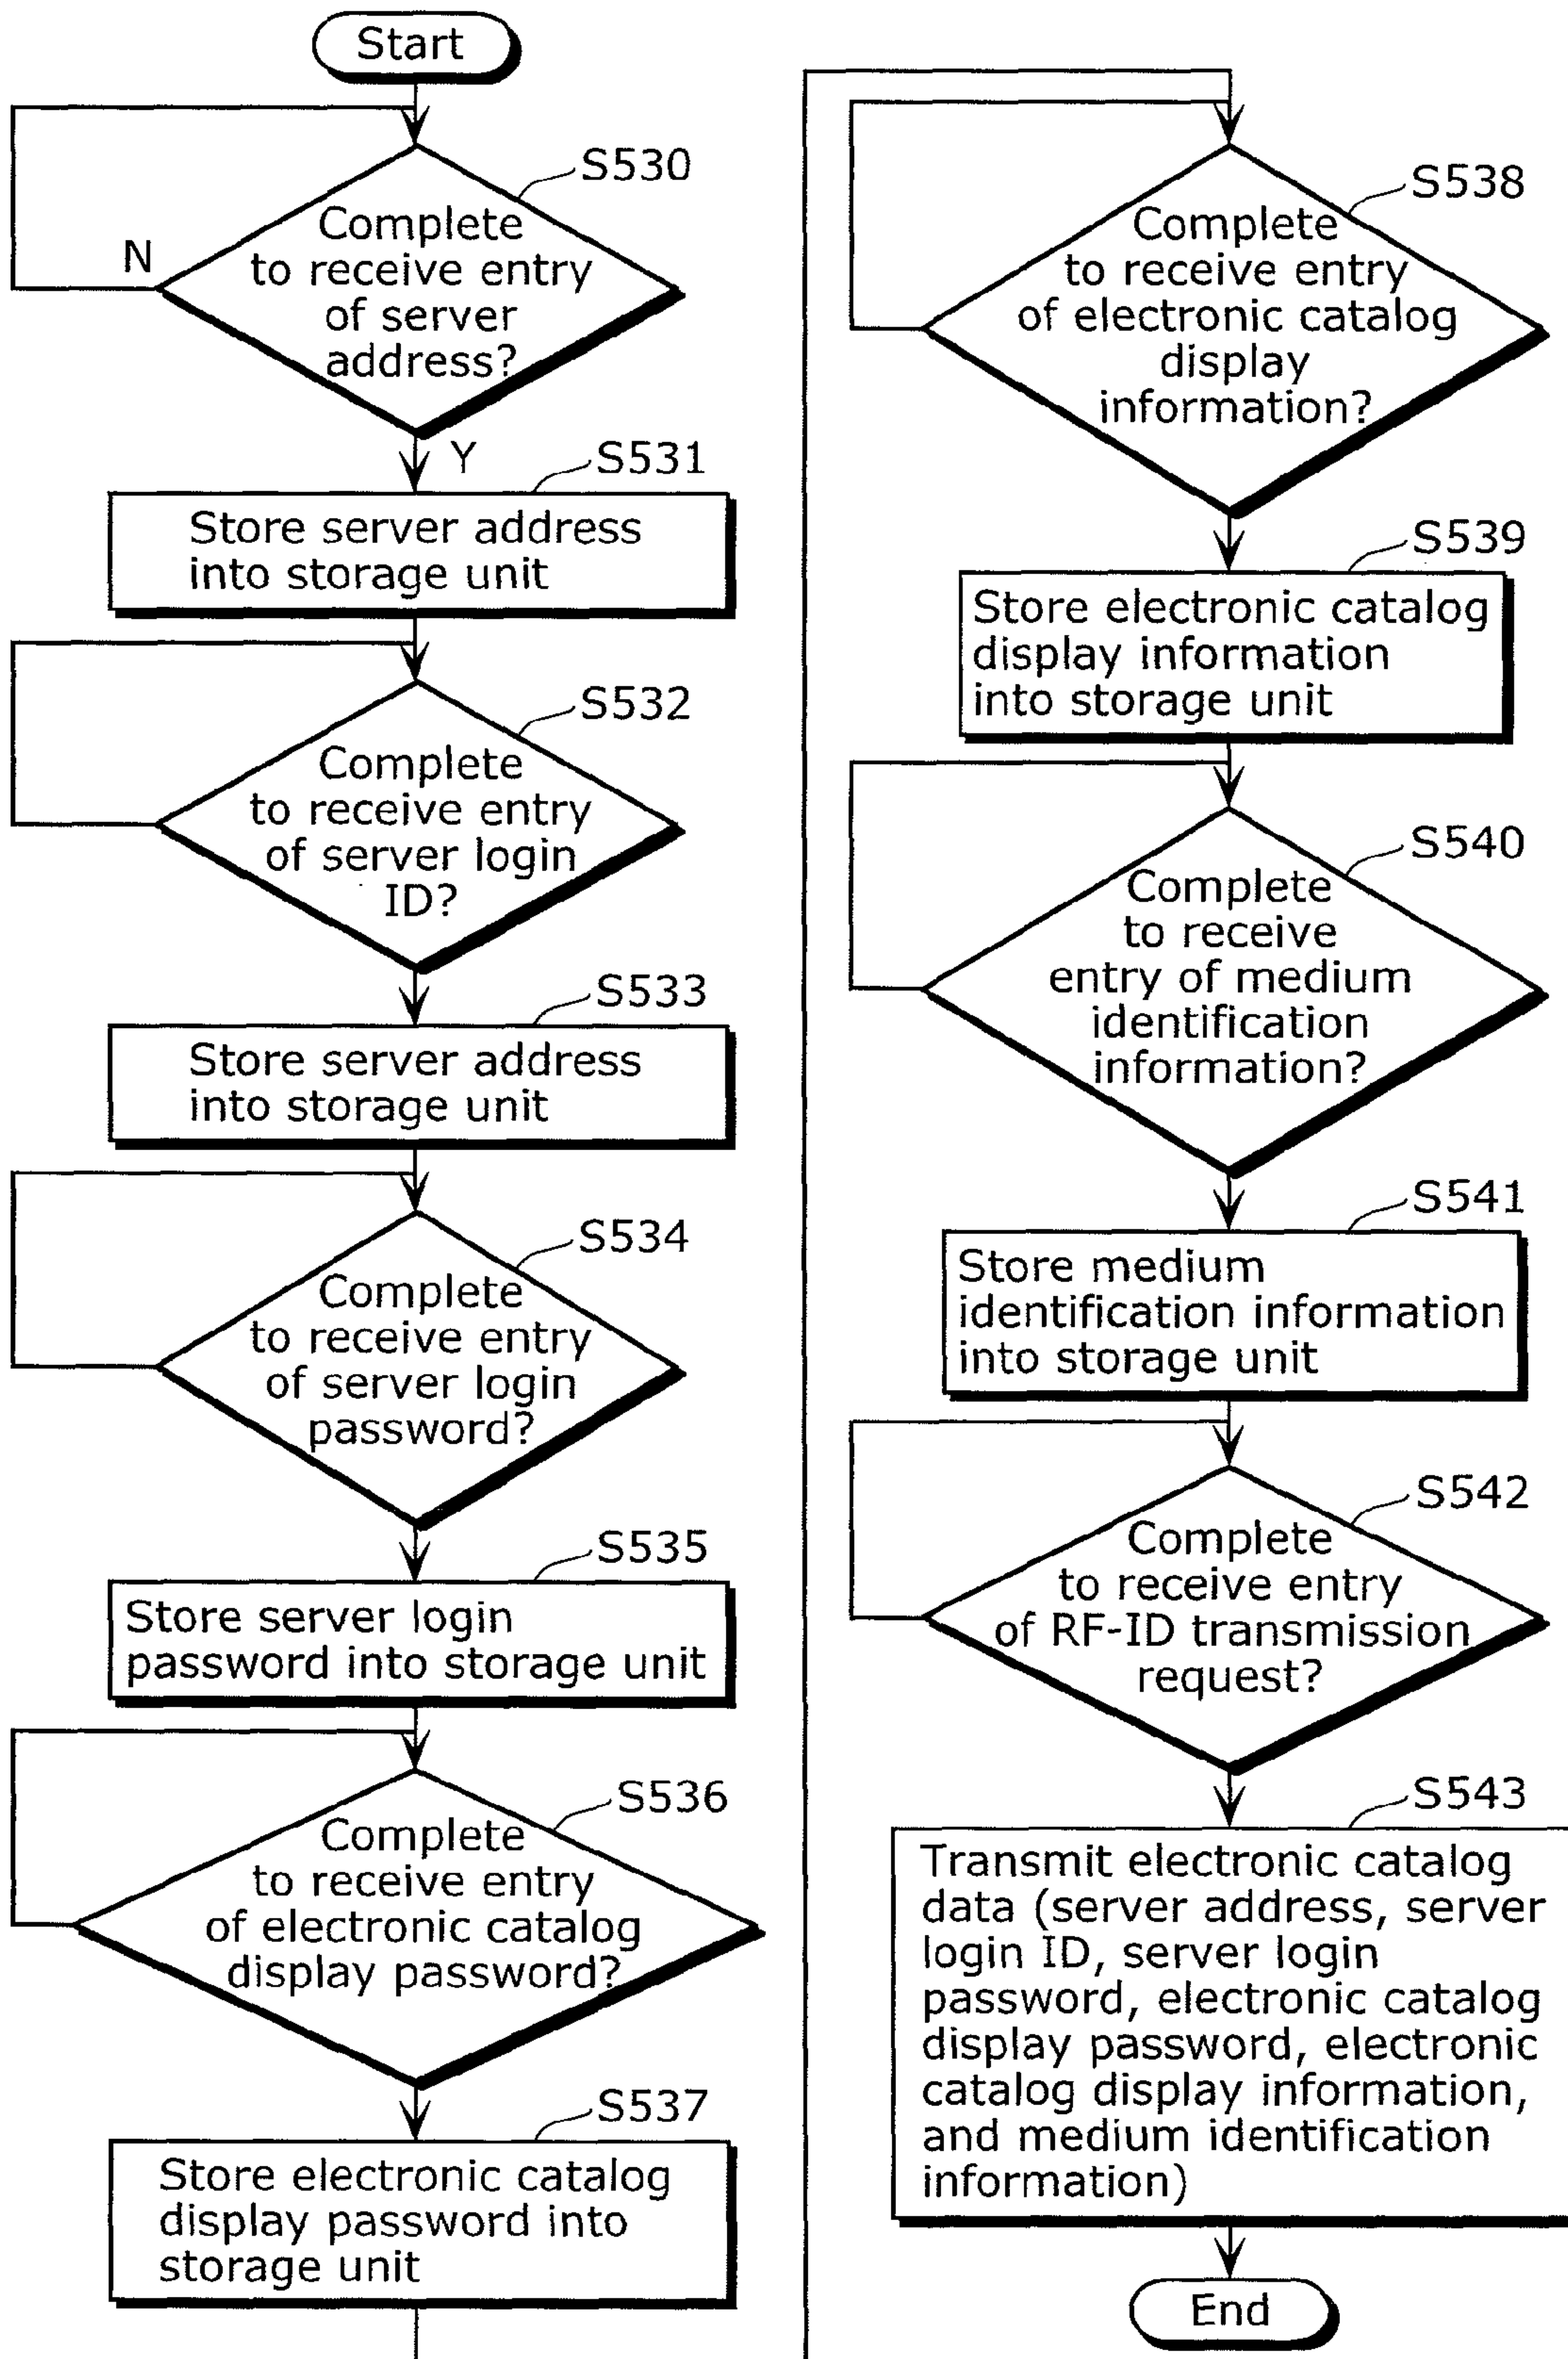 Start
S530
Complete
to receive entry
of server
address?
N
Y
S531
Store server address
into storage unit
S532
Complete
to receive entry
of server login
ID?
S533
Store server address
into storage unit
S534
Complete
to receive entry
of server login
password?
S535
Store server login
password into storage unit
S536
Complete
to receive entry
of electronic catalog
display password?
S537
Store electronic catalog
display password into
storage unit
S538
Complete
to receive entry
of electronic catalog
display
information?
S539
Store electronic catalog
display information
into storage unit
S540
Complete
to receive
entry of medium
identification
information?
S541
Store medium
identification information
into storage unit
S542
Complete
to receive entry
of RF-ID transmission
request?
S543
Transmit electronic catalog
data (server address, server
login ID, server login
password, electronic catalog
display password, electronic
catalog display information,
and medium identification
information)
End